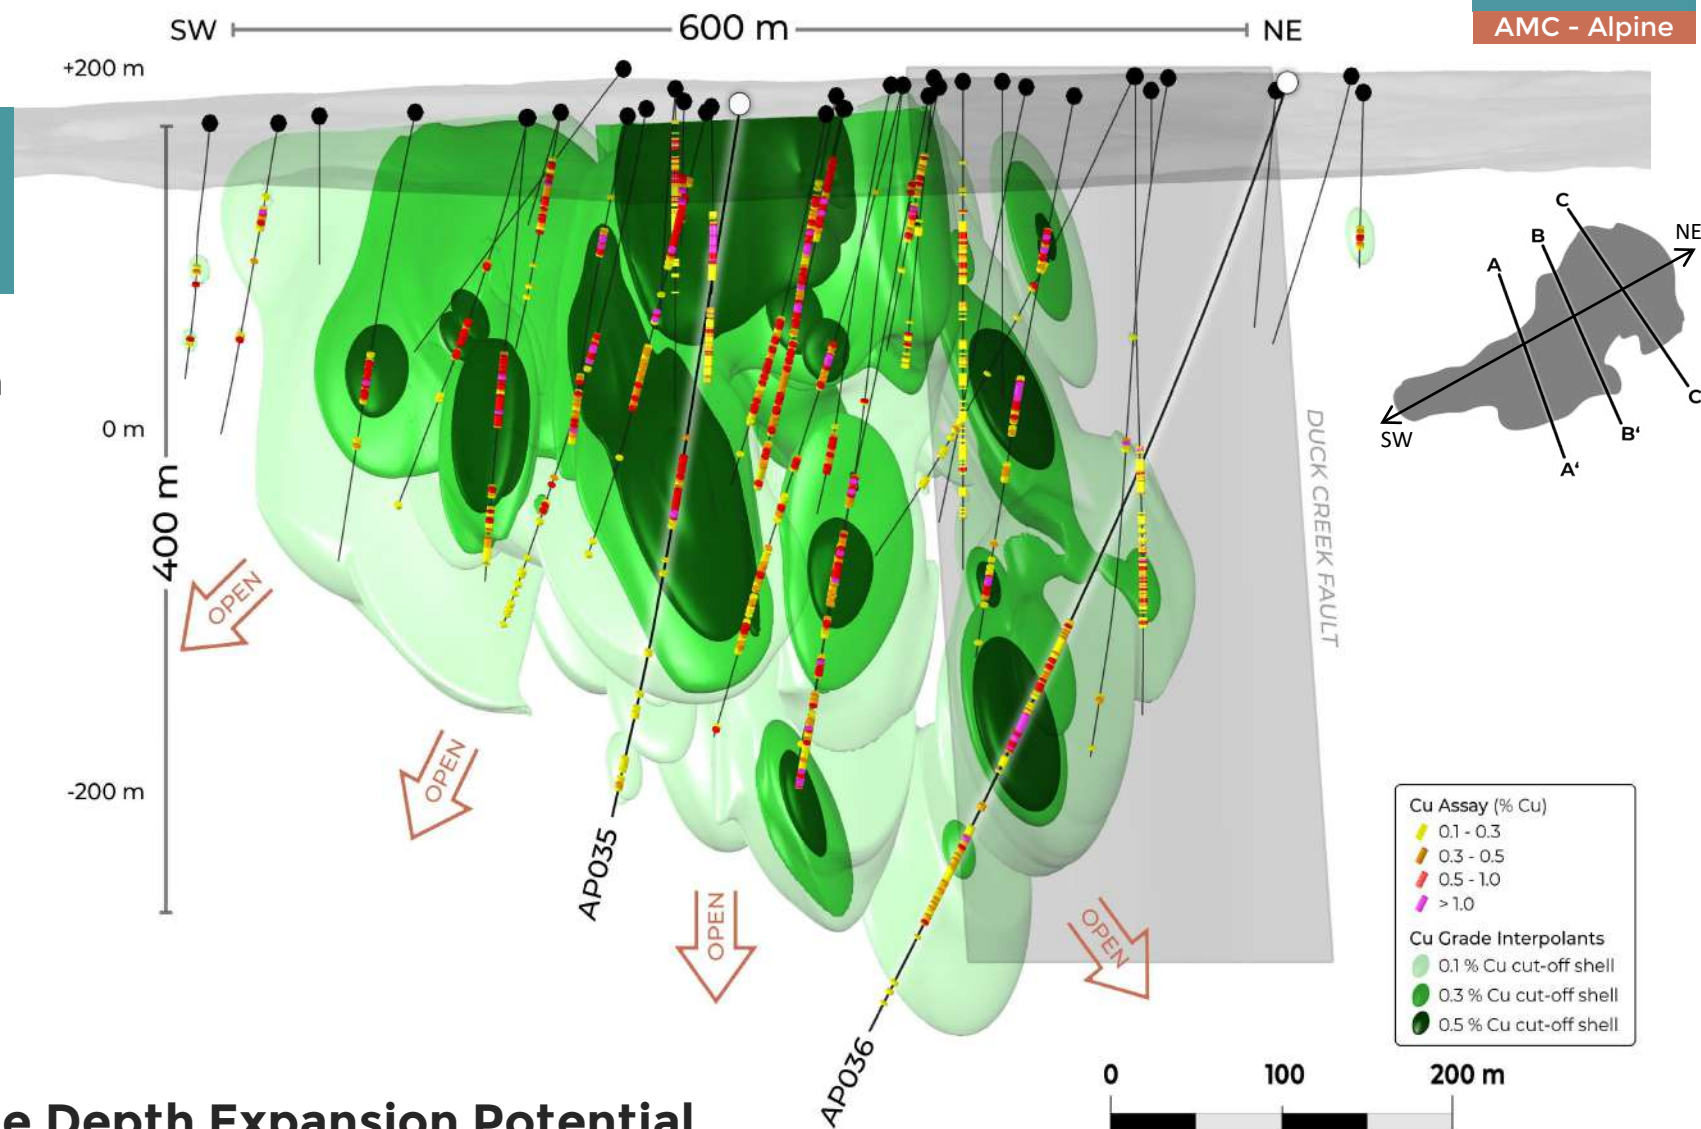 SW
600 m
NE
AMC - Alpine
+200 m
0 m
400 m
-200 m
OPEN
OPEN
OPEN
OPEN
AP035
AP036
DUCK CREEK FAULT
C
B
A
NE
SW
A'
B'
C
Cu Assay (% Cu)
0.1 - 0.3
0.3 - 0.5
0.5 - 1.0
> 1.0
Cu Grade Interpolants
0.1 % Cu cut-off shell
0.3 % Cu cut-off shell
0.5 % Cu cut-off shell
0 100 200 m
e Depth Expansion Potential